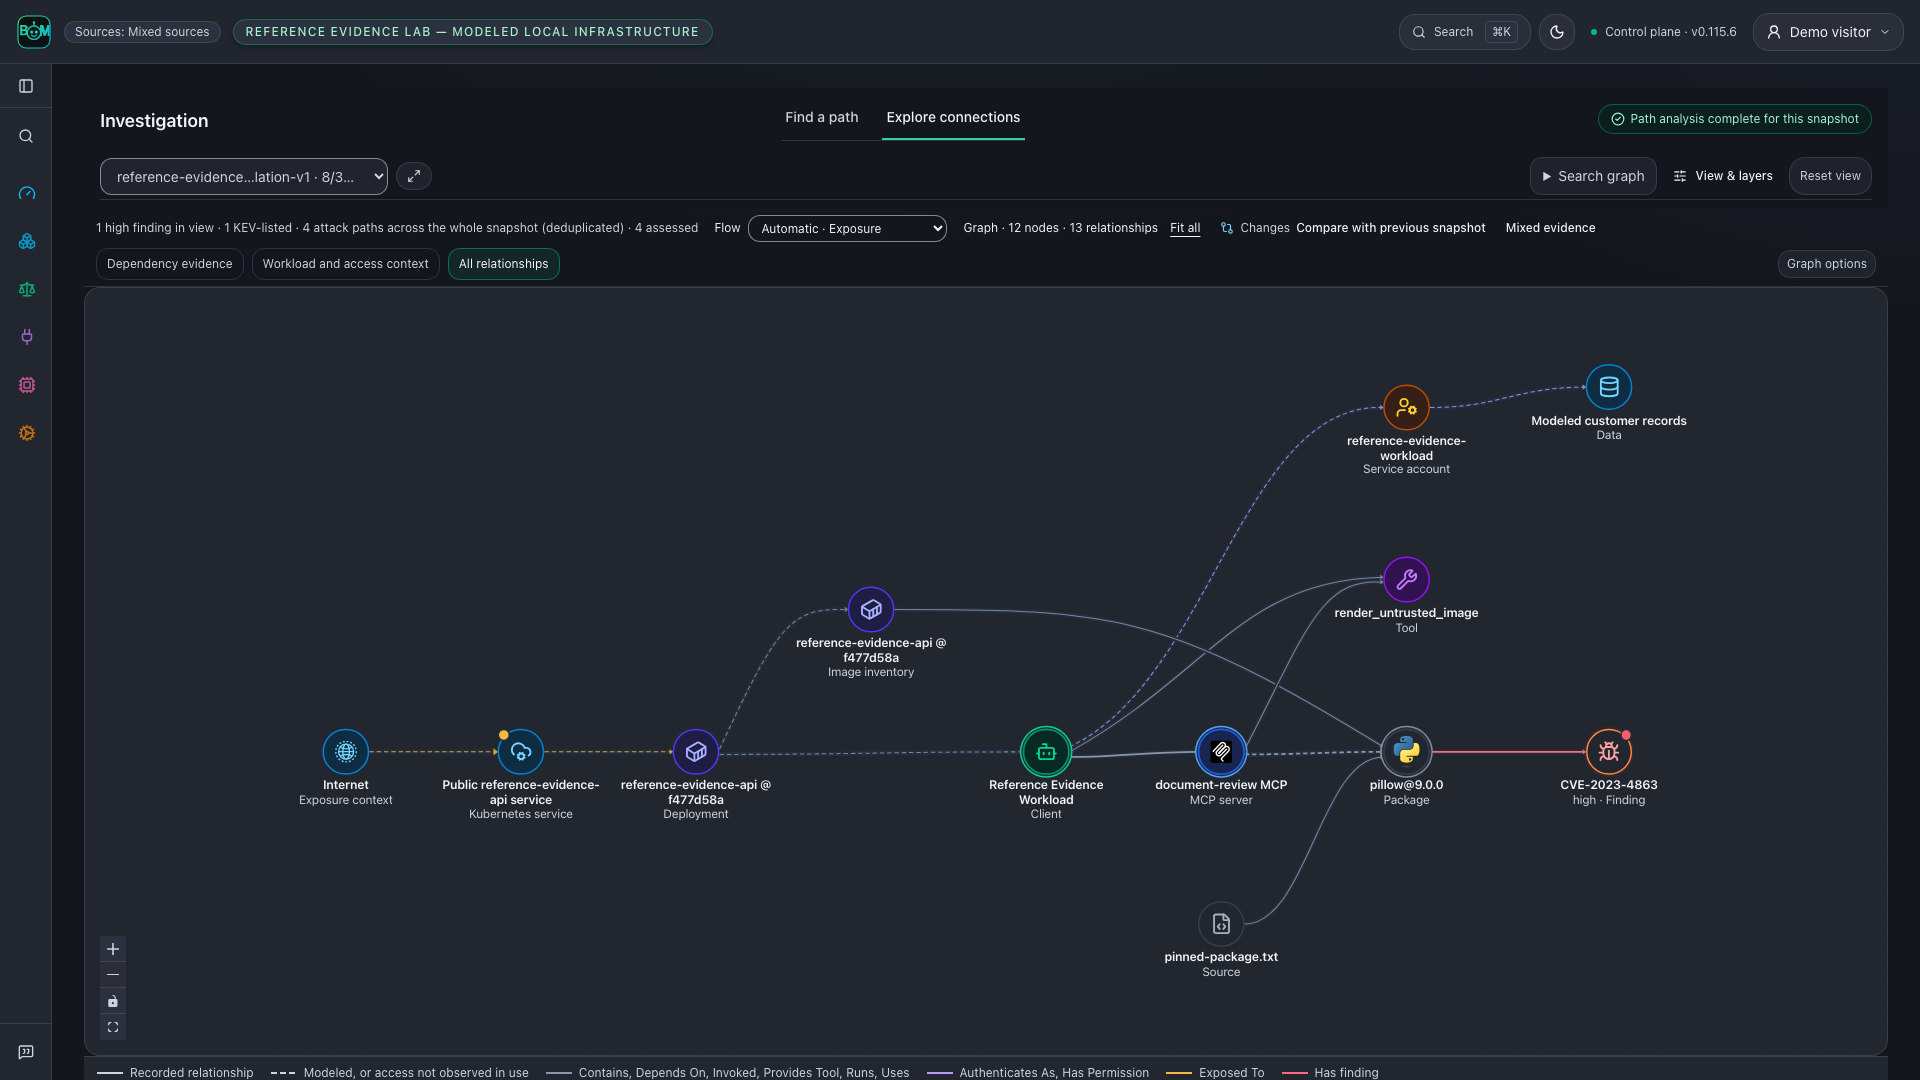 BOM
Sources: Mixed sources
REFERENCE EVIDENCE LAB — MODELED LOCAL INFRASTRUCTURE
Search ⌘K
Control plane · v0.115.6
Demo visitor
Investigation
Find a path
Explore connections
Path analysis complete for this snapshot
reference-evidence...lation-v1 · 8/3...
Search graph
View & layers
Reset view
1 high finding in view · 1 KEV-listed · 4 attack paths across the whole snapshot (deduplicated) · 4 assessed
Flow
Automatic · Exposure
Graph · 12 nodes · 13 relationships
Fit all
Changes
Compare with previous snapshot
Mixed evidence
Dependency evidence
Workload and access context
All relationships
Graph options
Modeled customer records
Data
reference-evidence-
workload
Service account
render_untrusted_image
Tool
reference-evidence-api @
f477d58a
Image inventory
Internet
Exposure context
Public reference-evidence-
api service
Kubernetes service
reference-evidence-api @
f477d58a
Deployment
Reference Evidence
Workload
Client
document-review MCP
MCP server
pillow@9.0.0
Package
CVE-2023-4863
high · Finding
pinned-package.txt
Source
Recorded relationship
Modeled, or access not observed in use
Contains, Depends On, Invoked, Provides Tool, Runs, Uses
Authenticates As, Has Permission
Exposed To
Has finding